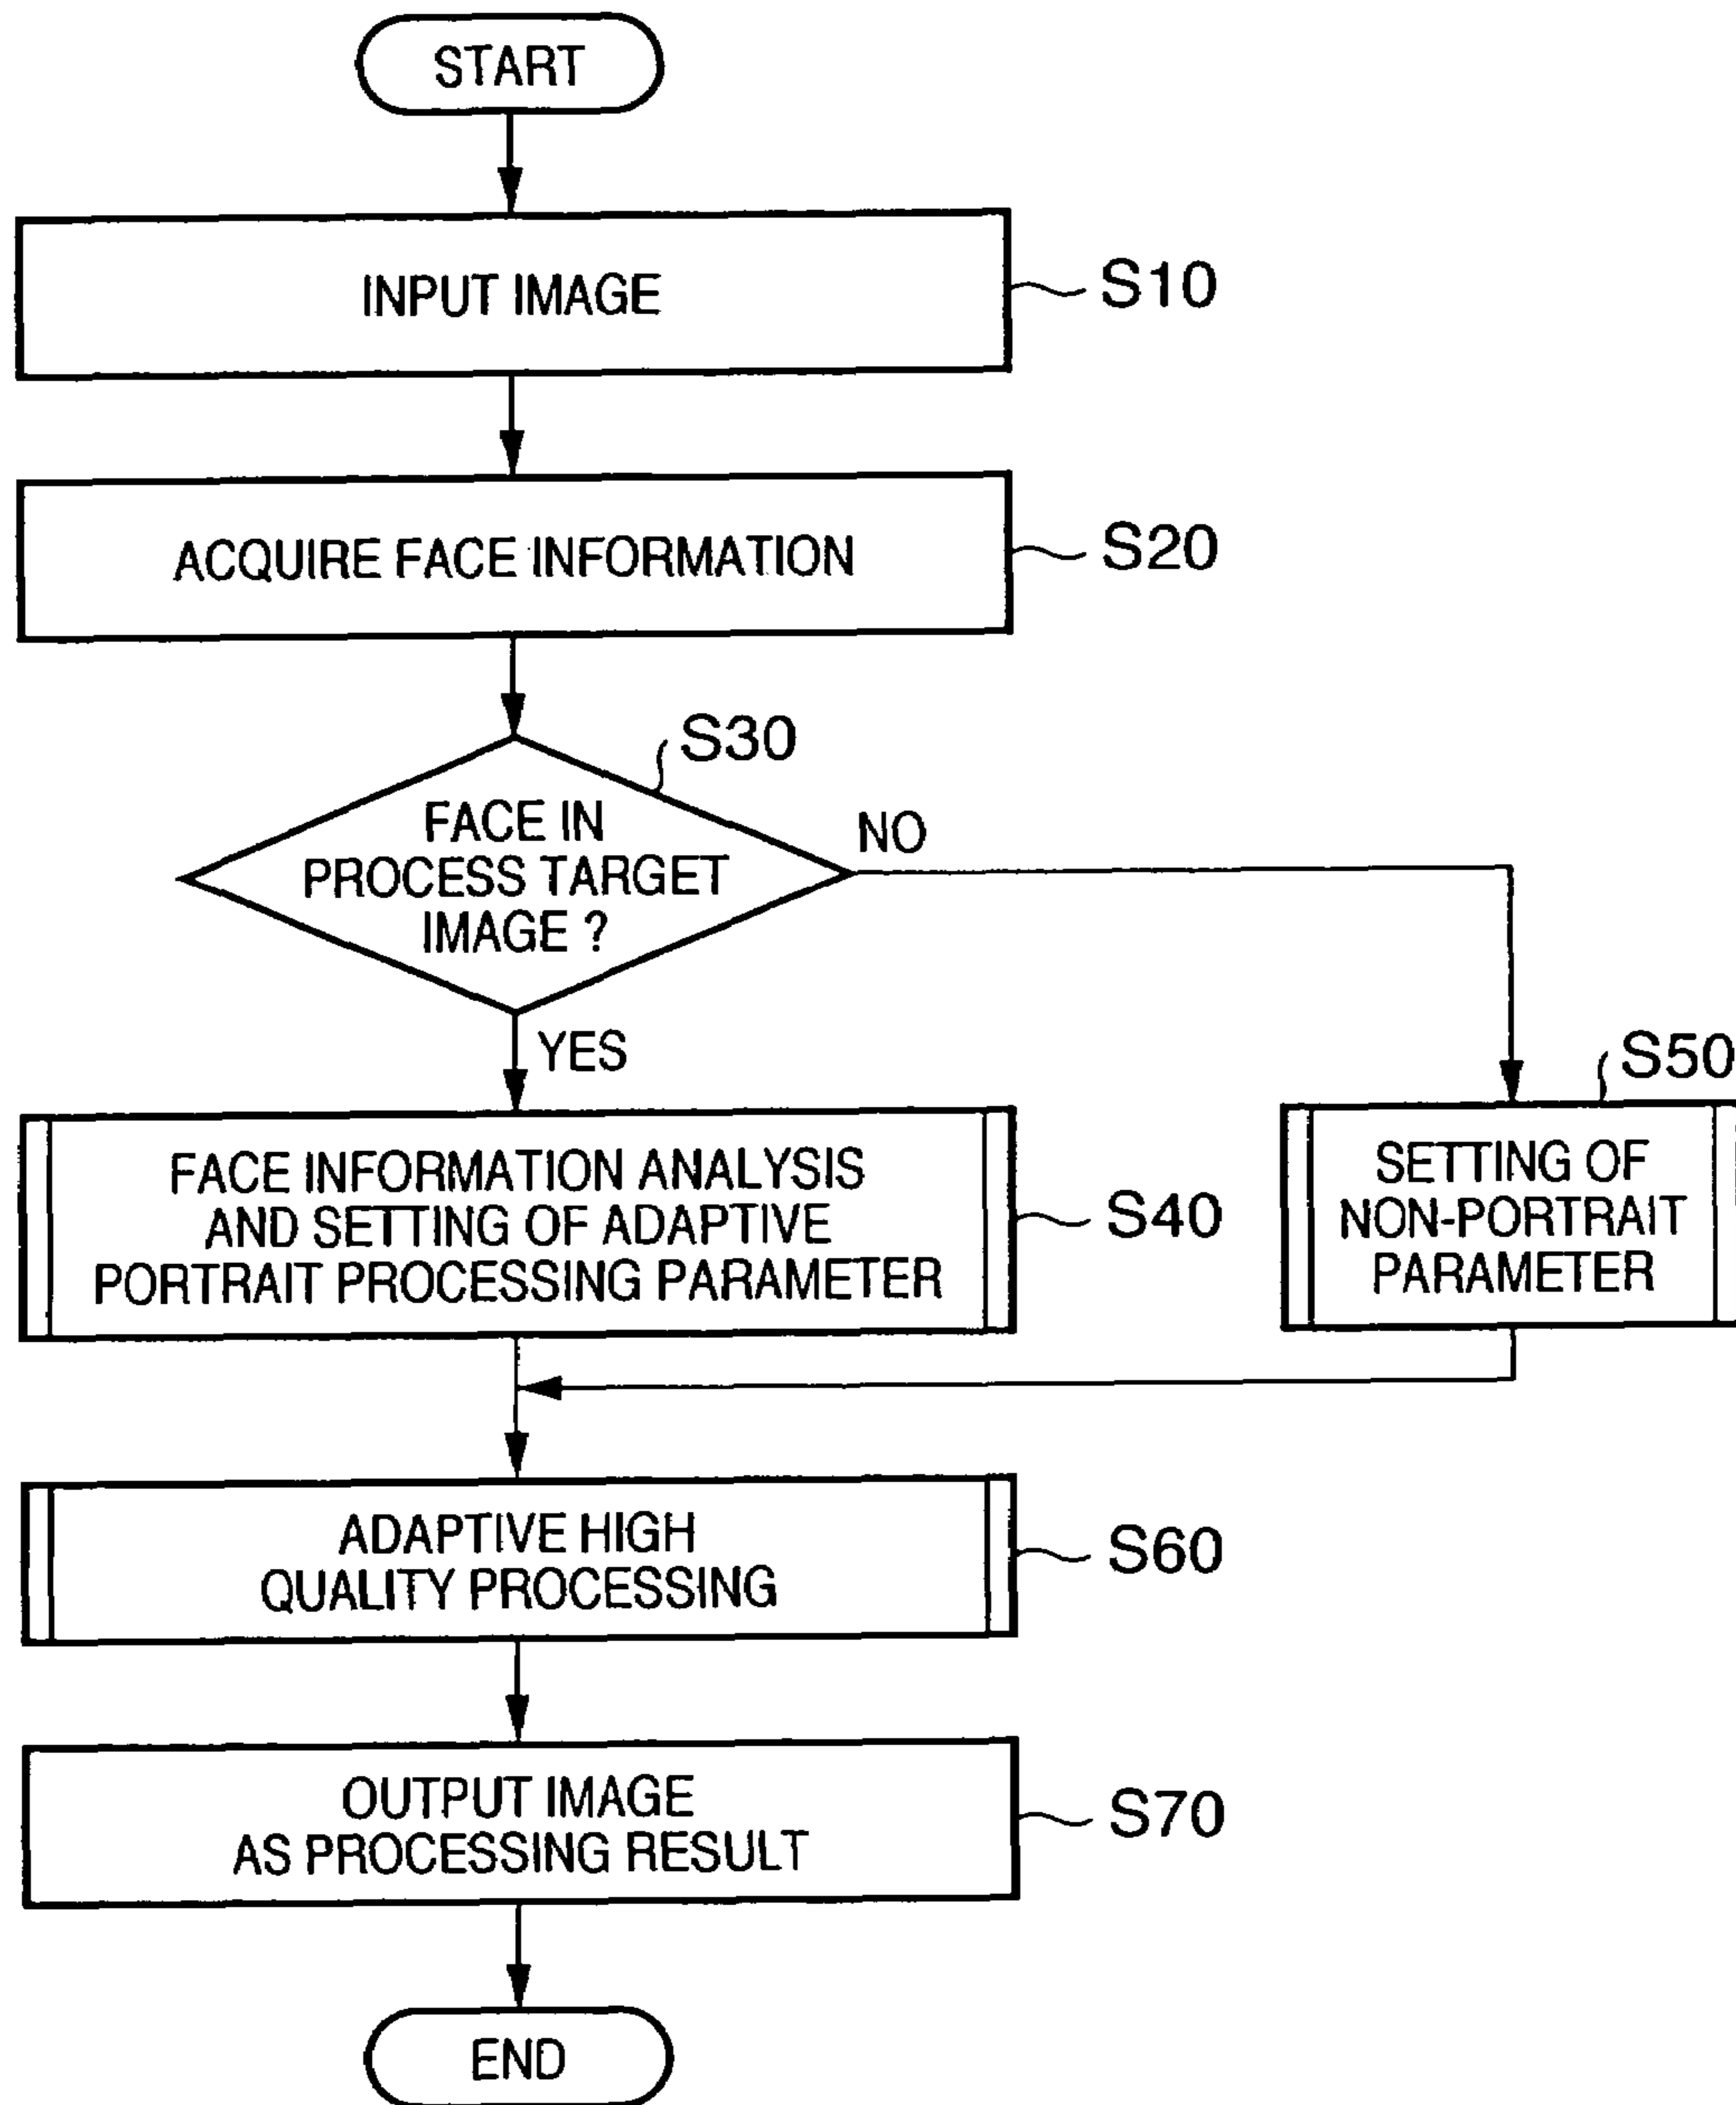 START
INPUT IMAGE
S10
ACQUIRE FACE INFORMATION
S20
S30
FACE IN
PROCESS TARGET
IMAGE ?
NO
YES
FACE INFORMATION ANALYSIS
AND SETTING OF ADAPTIVE
PORTRAIT PROCESSING PARAMETER
S40
S50
SETTING OF
NON-PORTRAIT
PARAMETER
ADAPTIVE HIGH
QUALITY PROCESSING
S60
OUTPUT IMAGE
AS PROCESSING RESULT
S70
END